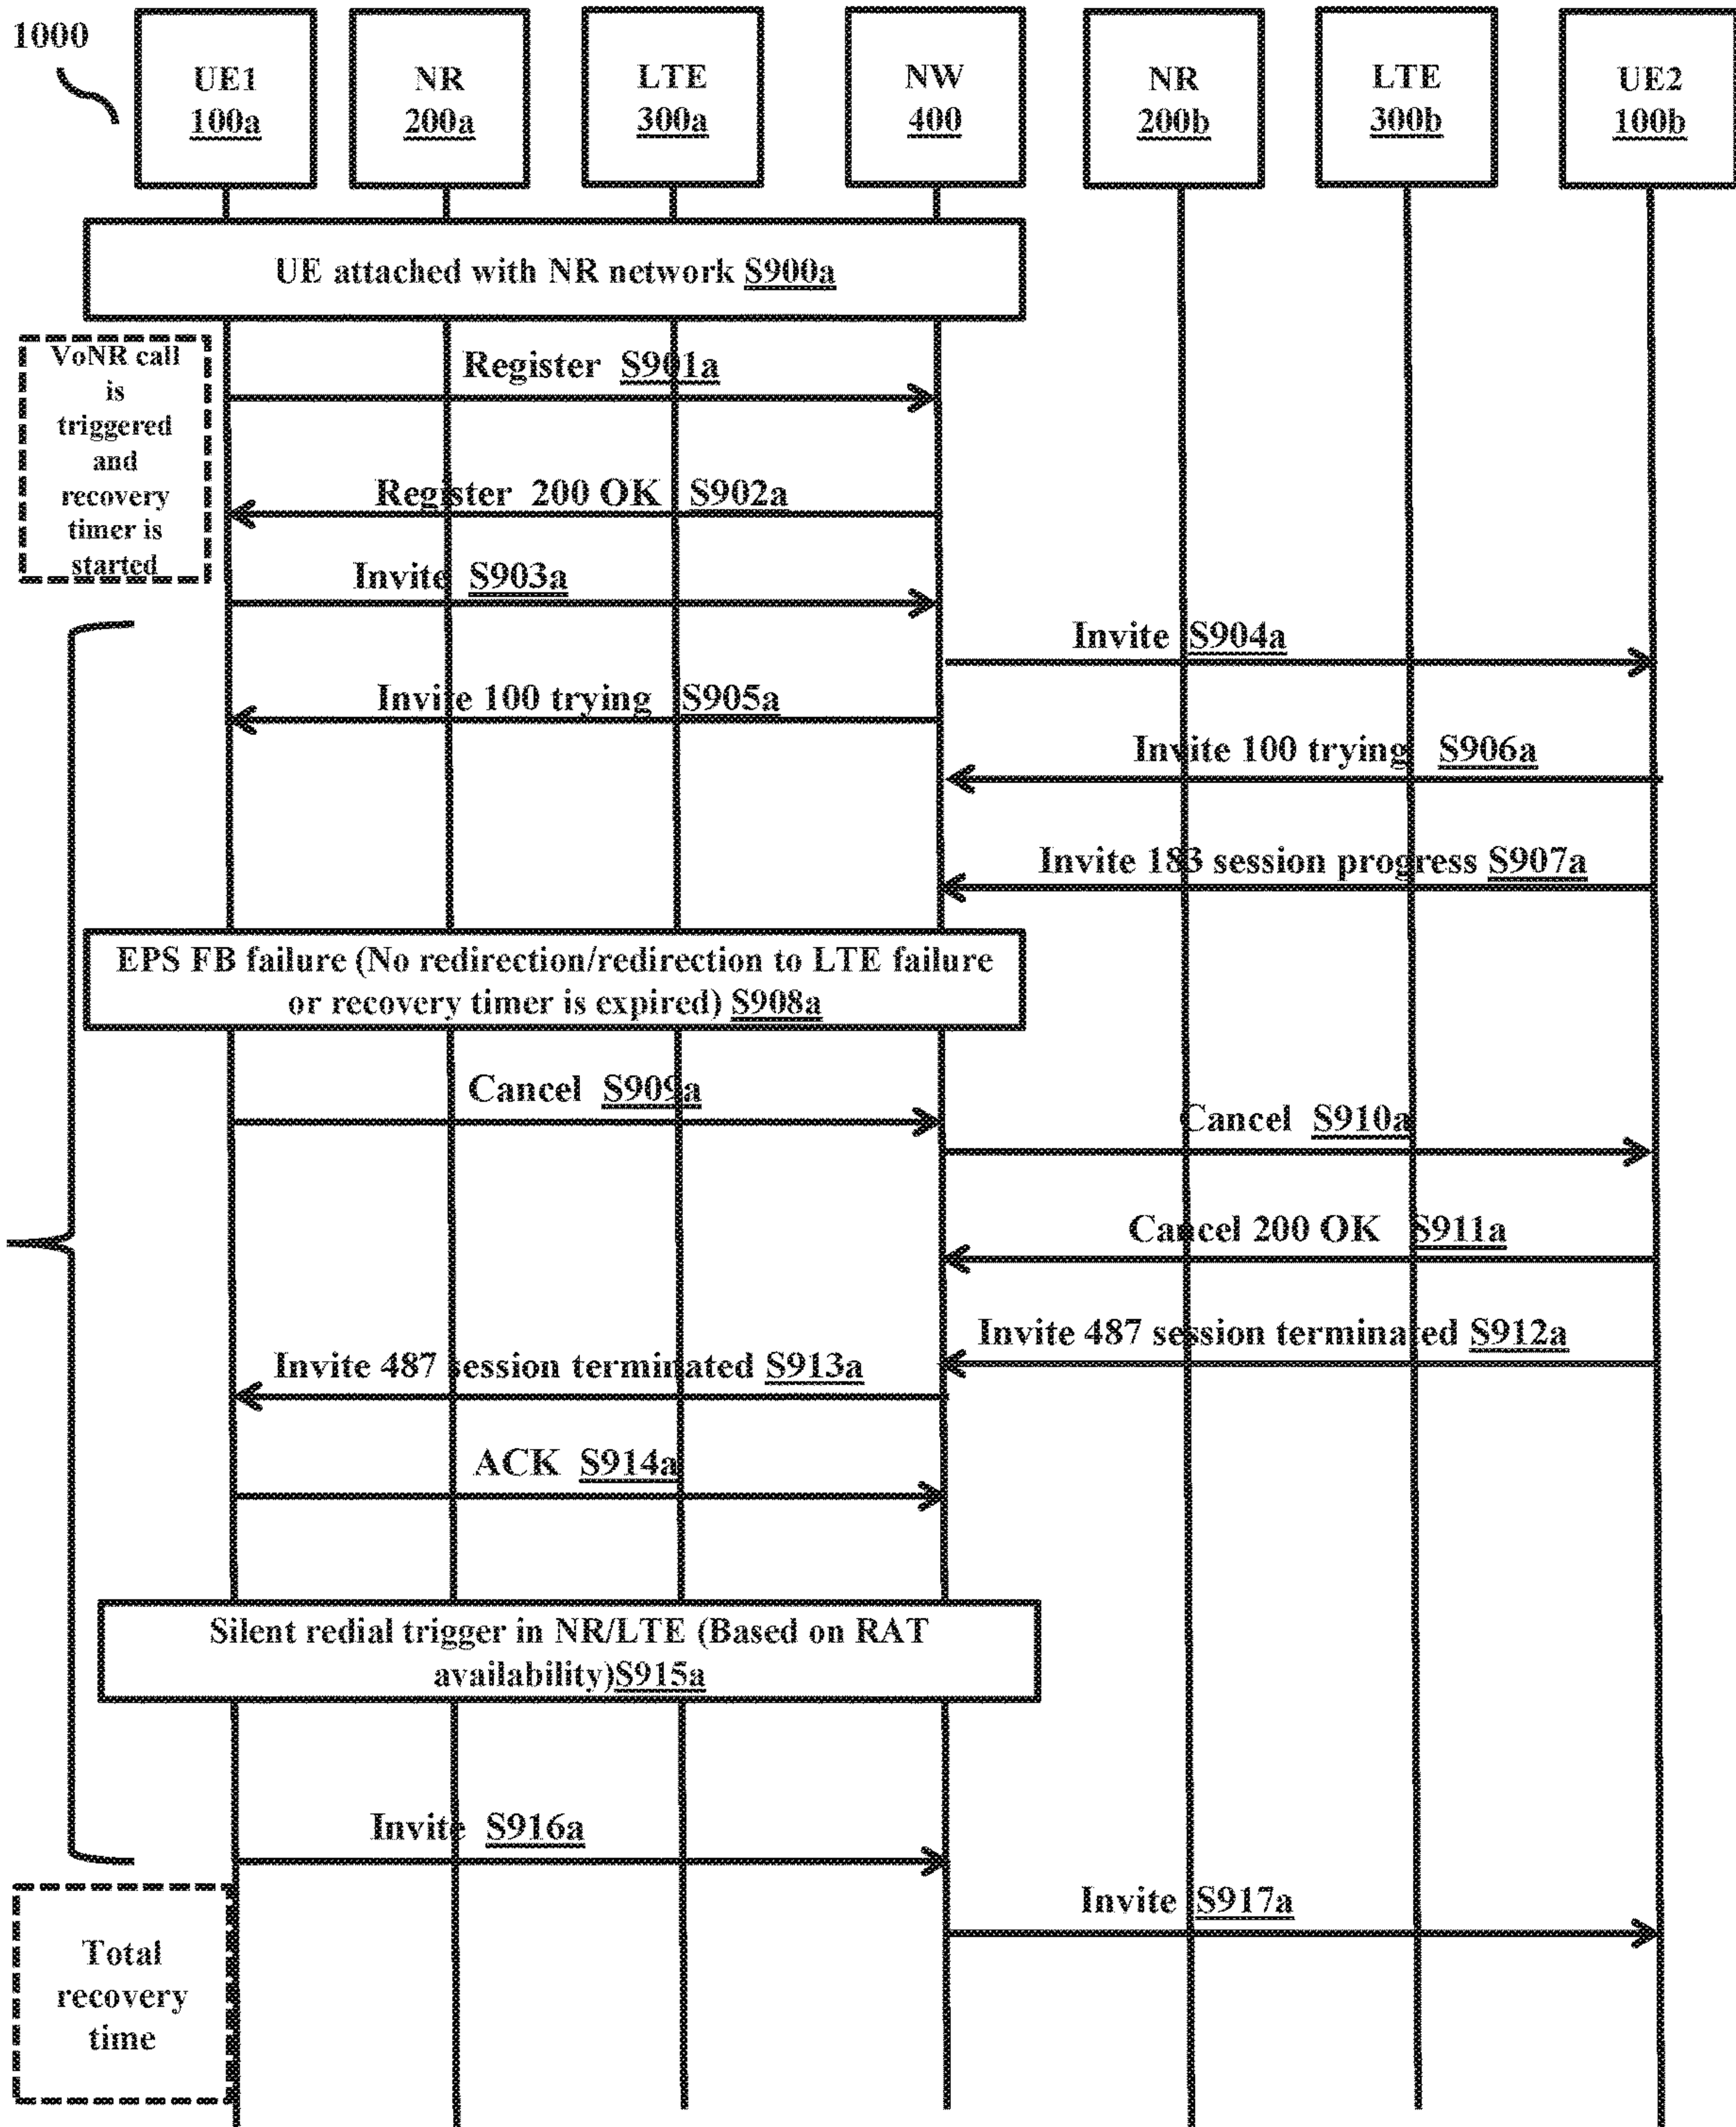 1000
UE1
100a
NR
200a
LTE
300a
NW
400
NR
200b
LTE
300b
UE2
100b
UE attached with NR network S900a
VoNR call
is
triggered
and
recovery
timer is
started
Register S901a
Register 200 OK S902a
Invite S903a
Invite S904a
Invite 100 trying S905a
Invite 100 trying S906a
Invite 183 session progress S907a
EPS FB failure (No redirection/redirection to LTE failure
or recovery timer is expired) S908a
Cancel S909a
Cancel S910a
Cancel 200 OK S911a
Invite 487 session terminated S912a
Invite 487 session terminated S913a
ACK S914a
Silent redial trigger in NR/LTE (Based on RAT
availability)S915a
Invite S916a
Invite S917a
Total
recovery
time